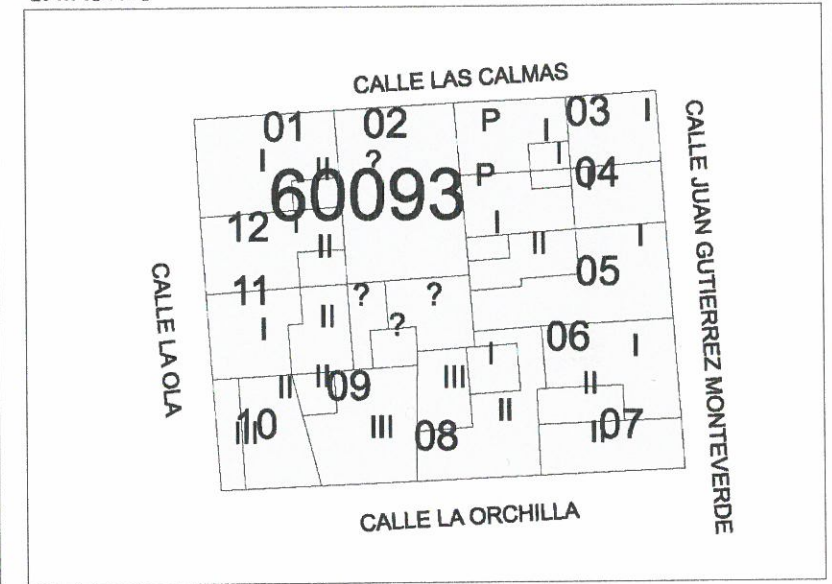 CALLE LAS CALMAS
01 02 P I 03 I
I II ? I
60093 P 04
12 I I I
II II
11 ? ? 05
I II ?
06 I
I
II II 09 III II
10 III 08 II 07
CALLE LA OLA
CALLE JUAN GUTIERREZ MONTEVERDE
CALLE LA ORCHILLA